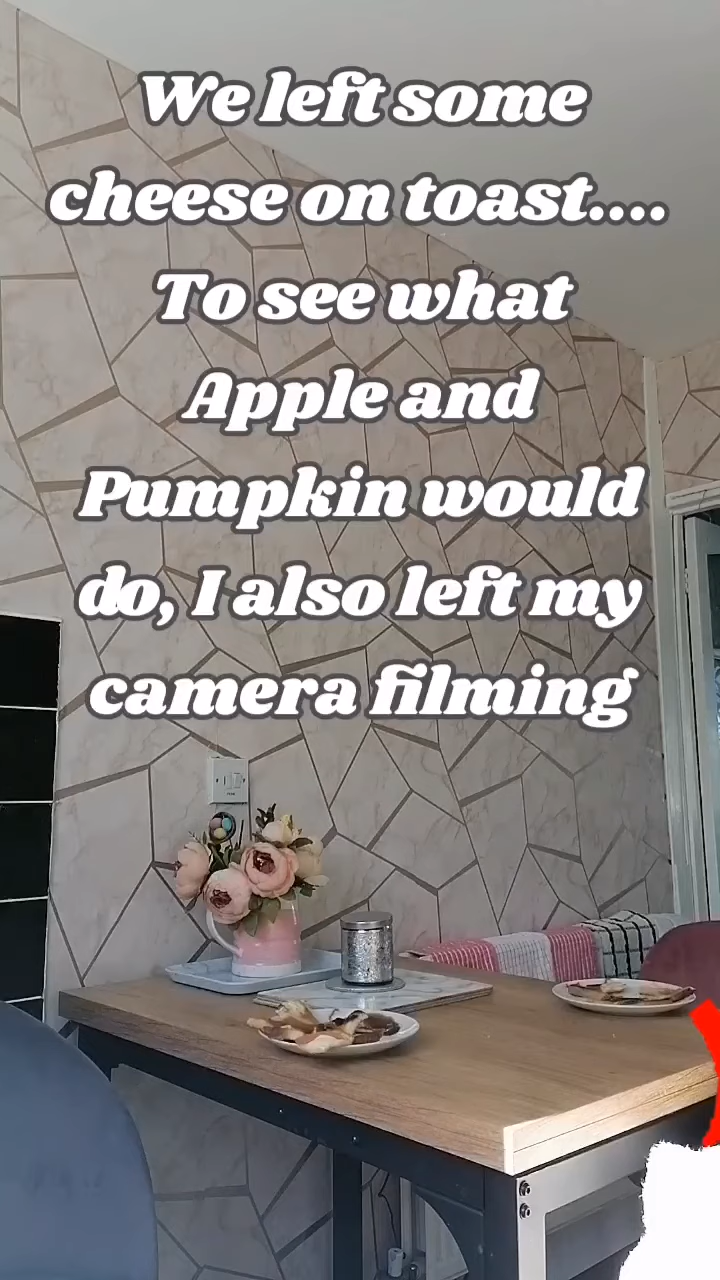 We left some
cheese on toast....
To see what
Apple and
Pumpkin would
do, I also left my
camera filming